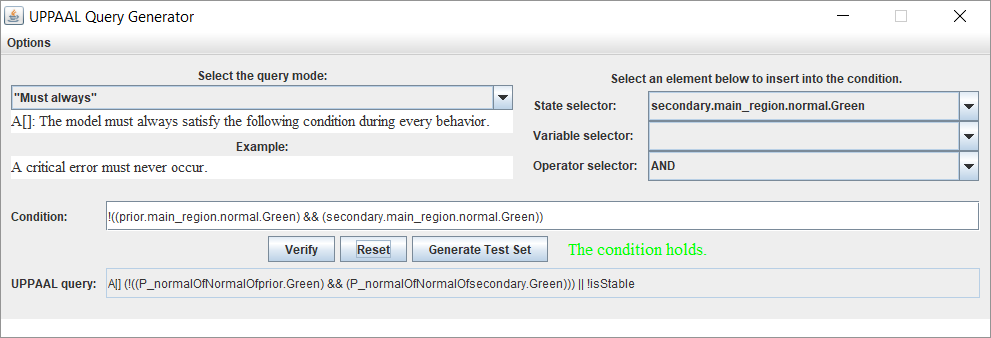 UPPAAL Query Generator
Options
Select the query mode:
"Must always"
A[]: The model must always satisfy the following condition during every behavior.
Example:
A critical error must never occur.
Select an element below to insert into the condition.
State selector: secondary.main_region.normal.Green
Variable selector:
Operator selector: AND
Condition: !((prior.main_region.normal.Green) && (secondary.main_region.normal.Green))
Verify Reset Generate Test Set The condition holds.
UPPAAL query: A[] (!((P_normalOfNormalOfprior.Green) && (P_normalOfNormalOfsecondary.Green))) || !isStable